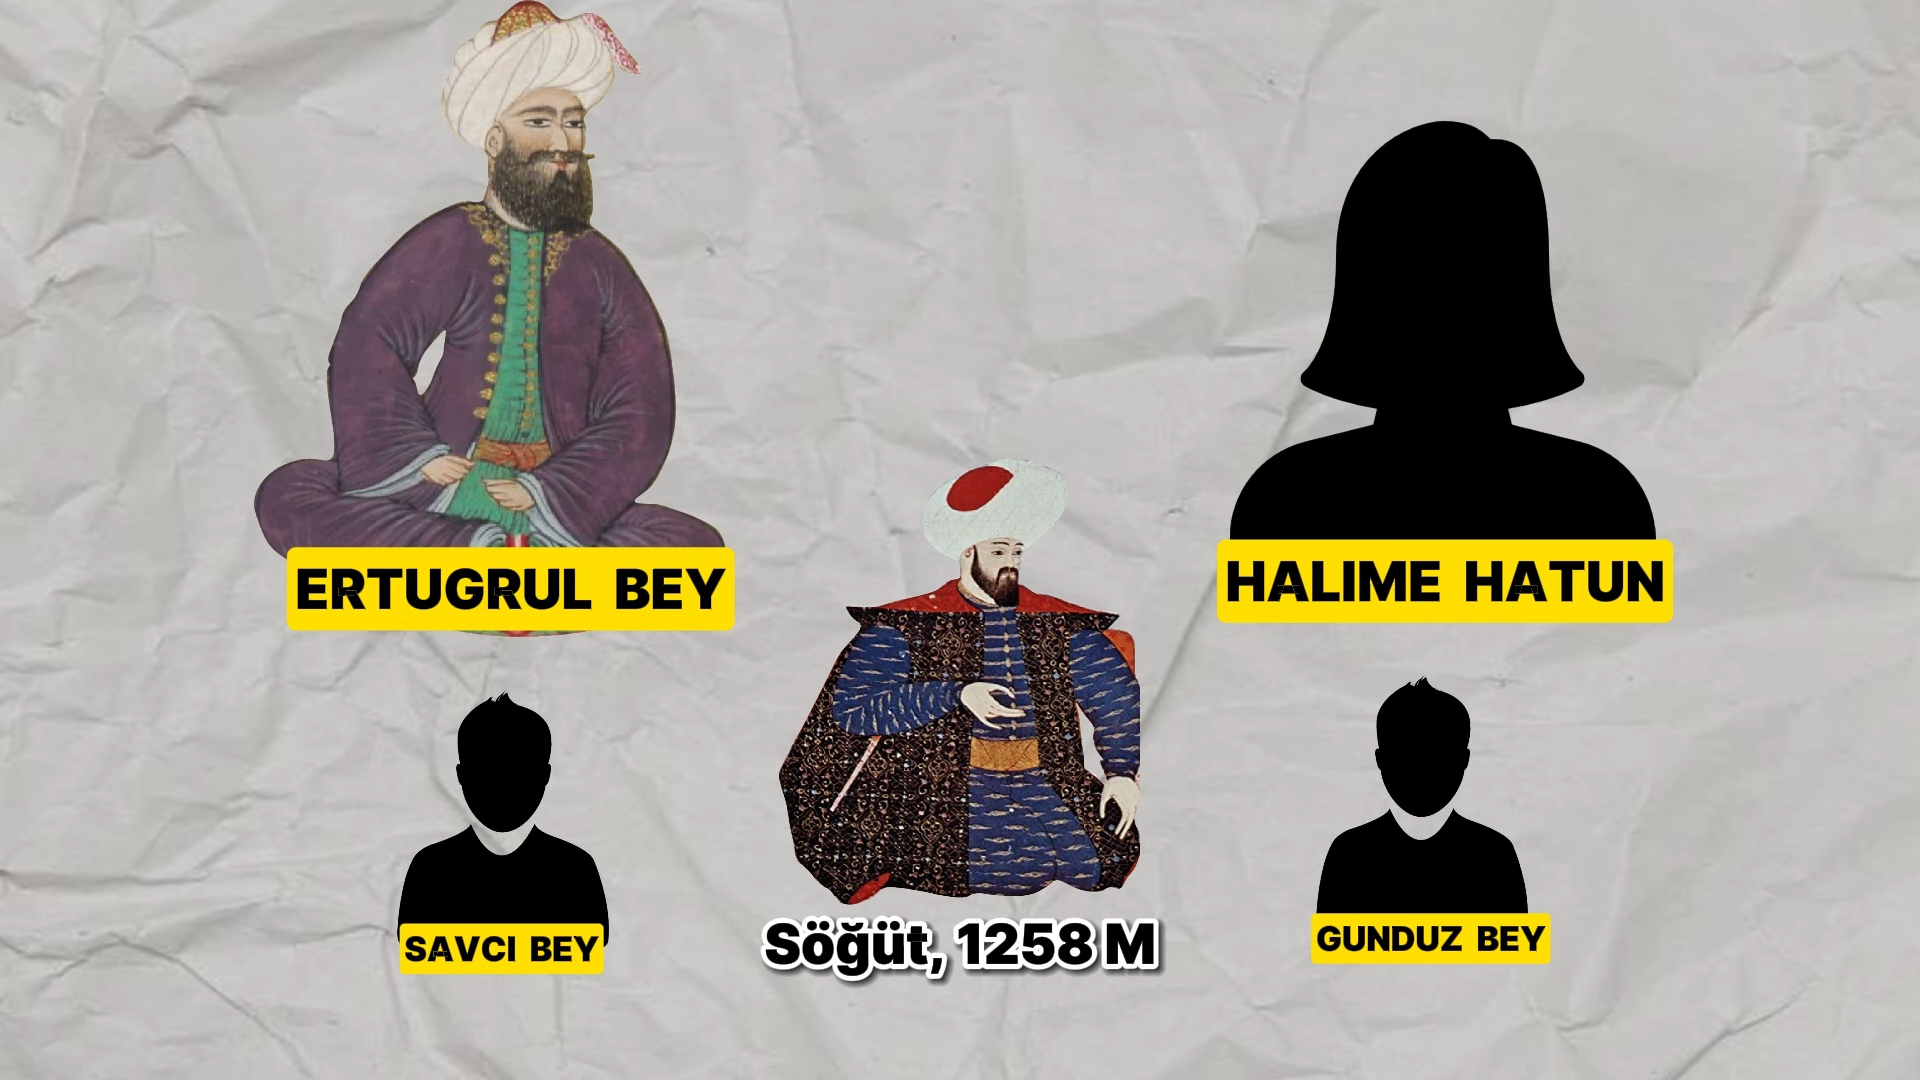 ERTUGRUL BEY
HALIME HATUN
SAVCI BEY
Söğüt, 1258 M
GUNDUZ BEY